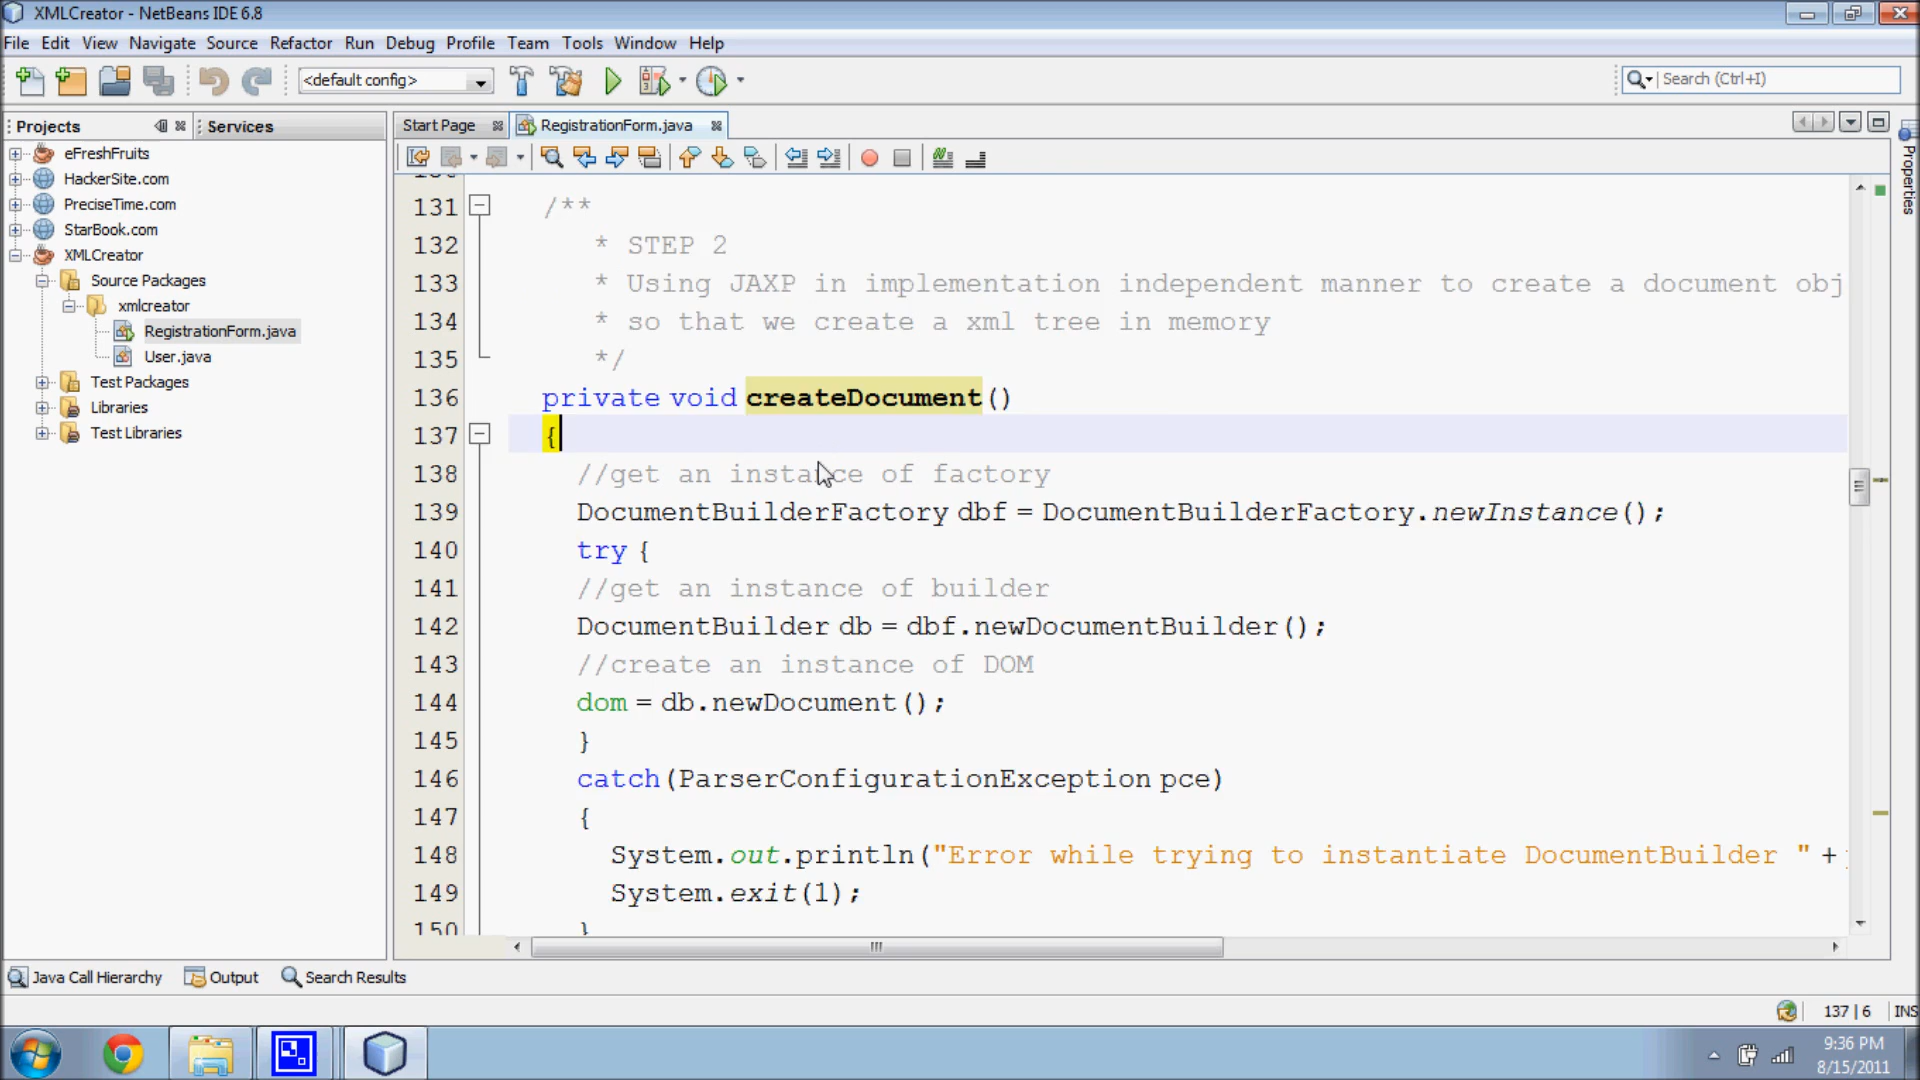 XMLCreator - NetBeans IDE 6.8
File Edit View Navigate Source Refactor Run Debug Profile Team Tools Window Help
<default config>
Search (Ctrl+I)
Projects
Services
Start Page
RegistrationForm.java
Properties
eFreshFruits
HackerSite.com
PreciseTime.com
StarBook.com
XMLCreator
Source Packages
xmlcreator
RegistrationForm.java
User.java
Test Packages
Libraries
Test Libraries
131 /**
132 * STEP 2
133 * Using JAXP in implementation independent manner to create a document obj
134 * so that we create a xml tree in memory
135 */
136 private void createDocument()
137 {
138 //get an instance of factory
139 DocumentBuilderFactory dbf = DocumentBuilderFactory.newInstance();
140 try {
141 //get an instance of builder
142 DocumentBuilder db = dbf.newDocumentBuilder();
143 //create an instance of DOM
144 dom = db.newDocument();
145 }
146 catch(ParserConfigurationException pce)
147 {
148 System.out.println("Error while trying to instantiate DocumentBuilder " +
149 System.exit(1);
150 }
Java Call Hierarchy
Output
Search Results
137 | 6 INS
9:36 PM
8/15/2011